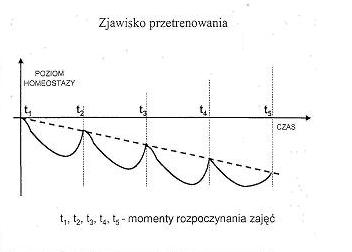 Zjawisko przetrenowania
POZIOM
HOMEOSTAZY
t₁ t₂ t₃ t₄ t₅
CZAS
t₁, t₂, t₃, t₄, t₅ - momenty rozpoczynania zajęć